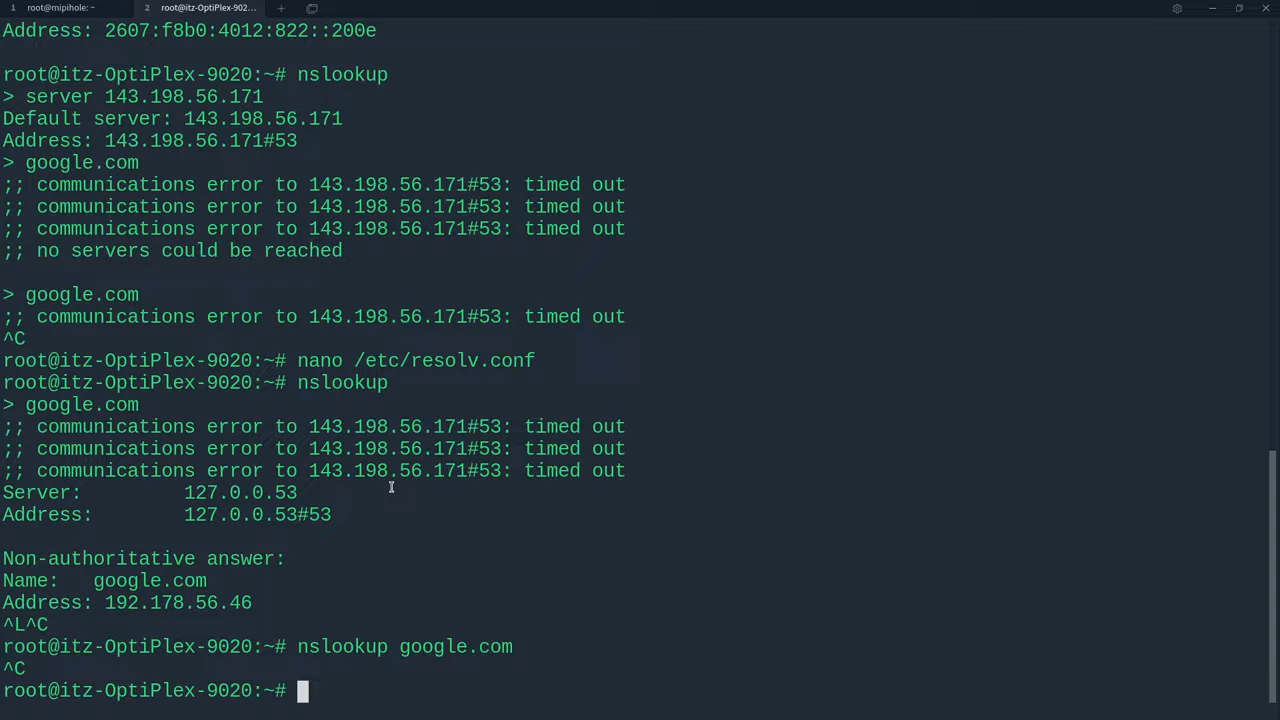 1 root@mipihole: ~
2 root@itz-OptiPlex-902...
Address: 2607:f8b0:4012:822::200e
root@itz-OptiPlex-9020:~# nslookup
> server 143.198.56.171
Default server: 143.198.56.171
Address: 143.198.56.171#53
> google.com
;; communications error to 143.198.56.171#53: timed out
;; communications error to 143.198.56.171#53: timed out
;; communications error to 143.198.56.171#53: timed out
;; no servers could be reached
> google.com
;; communications error to 143.198.56.171#53: timed out
^C
root@itz-OptiPlex-9020:~# nano /etc/resolv.conf
root@itz-OptiPlex-9020:~# nslookup
> google.com
;; communications error to 143.198.56.171#53: timed out
;; communications error to 143.198.56.171#53: timed out
;; communications error to 143.198.56.171#53: timed out
Server: 127.0.0.53
Address: 127.0.0.53#53
Non-authoritative answer:
Name: google.com
Address: 192.178.56.46
^L^C
root@itz-OptiPlex-9020:~# nslookup google.com
^C
root@itz-OptiPlex-9020:~#